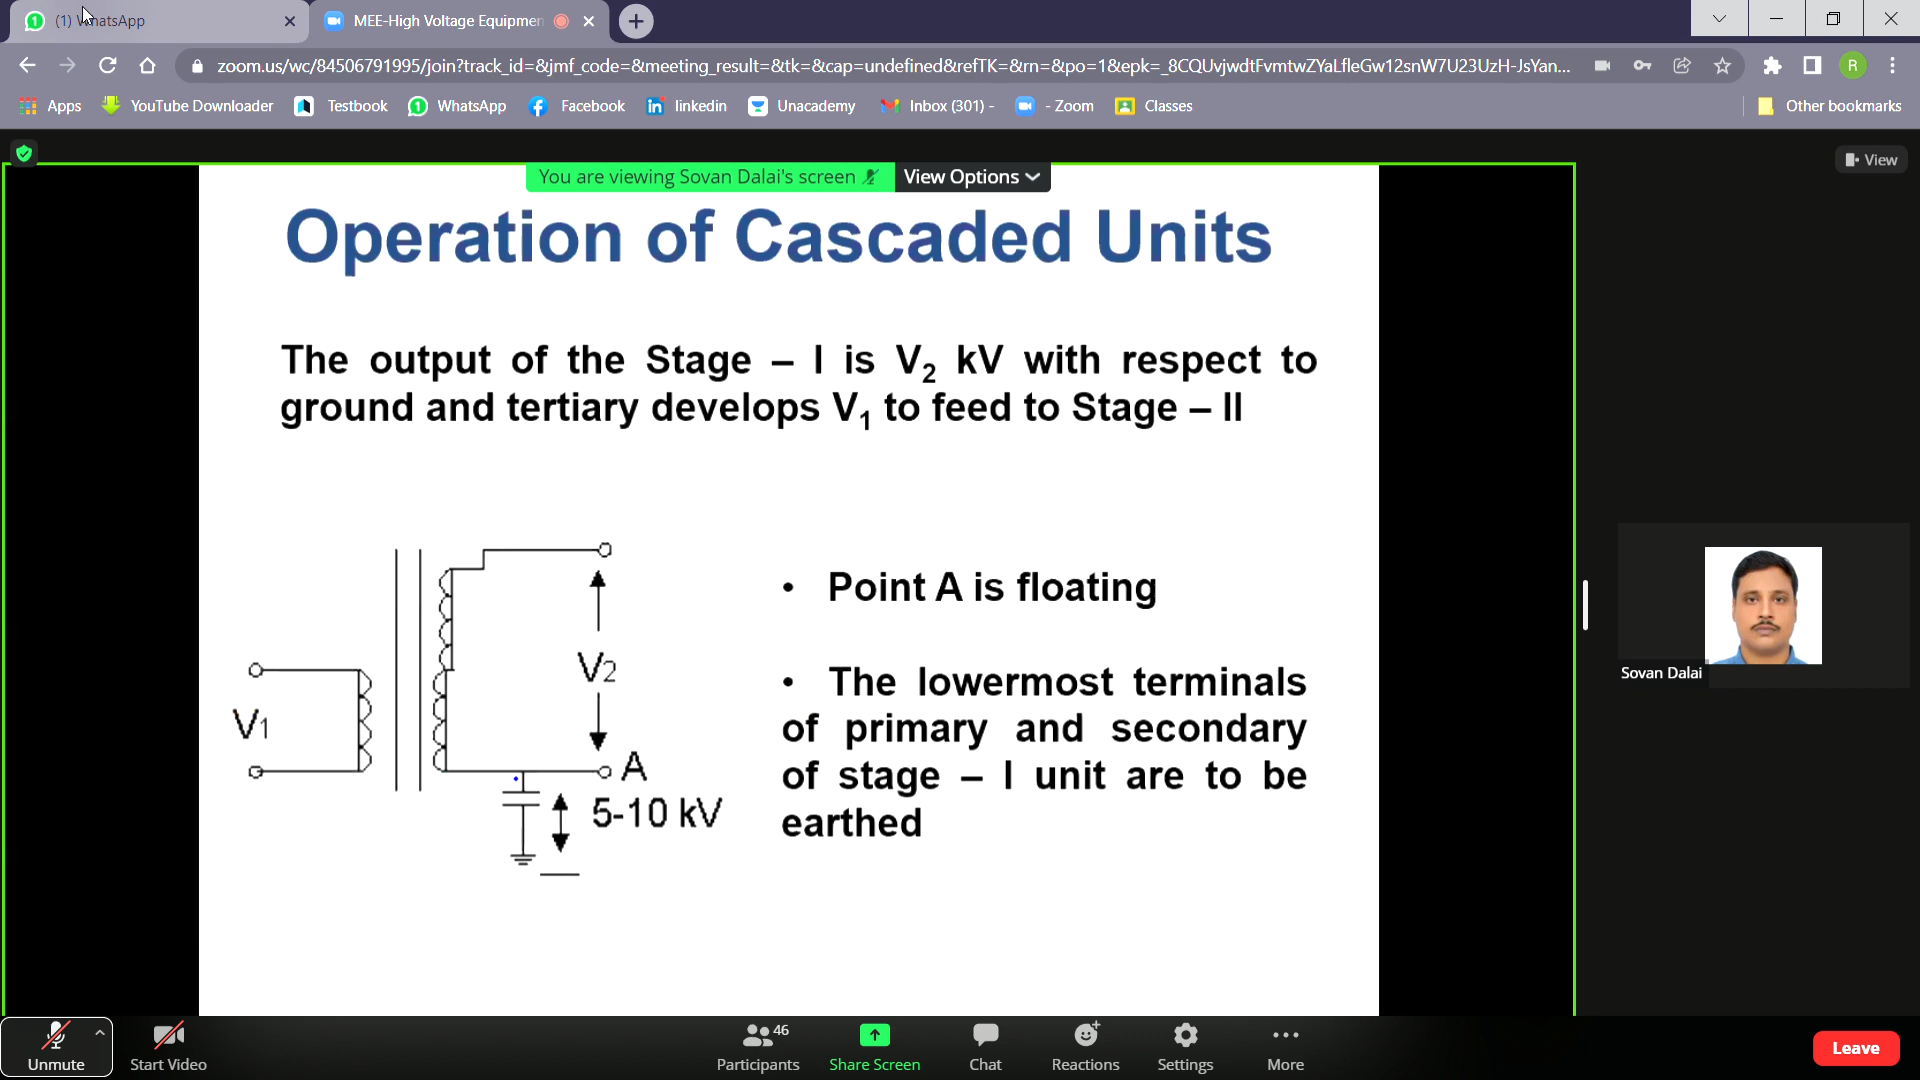 (1) WhatsApp
MEE-High Voltage Equipmen
zoom.us/wc/84506791995/join?track_id=&jmf_code=&meeting_result=&tk=&cap=undefined&refTK=&rn=&po=1&epk=_8CQUvjwdtFvmtwZYaLfleGw12snW7U23UzH-JsYan...
R
Apps YouTube Downloader Testbook WhatsApp Facebook linkedin Unacademy Inbox (301) - - Zoom Classes Other bookmarks
View
You are viewing Sovan Dalai's screen View Options
Operation of Cascaded Units
The output of the Stage – I is V₂ kV with respect to
ground and tertiary develops V₁ to feed to Stage – II
V1
V2
A
5-10 kV
• Point A is floating
• The lowermost terminals
of primary and secondary
of stage – I unit are to be
earthed
Sovan Dalai
Unmute
Start Video
46
Participants
Share Screen
Chat
Reactions
Settings
More
Leave